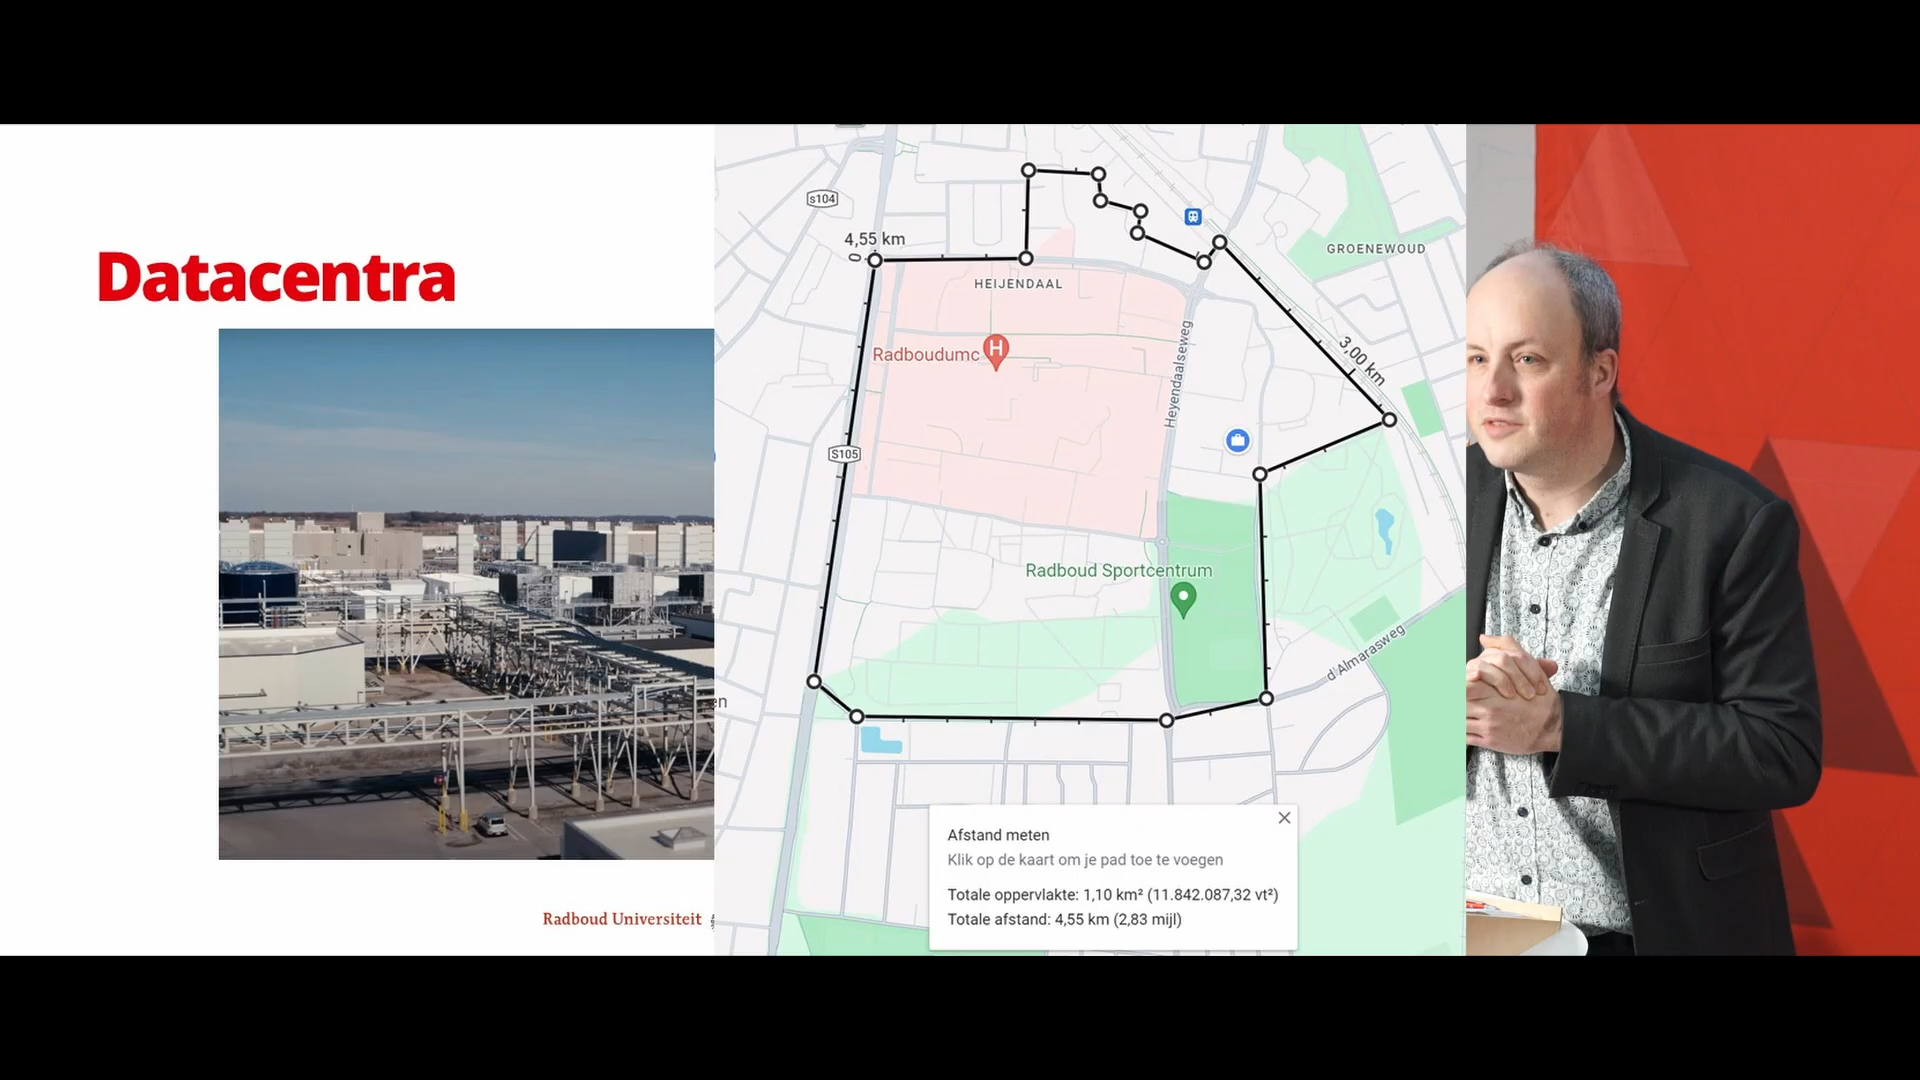 Datacentra
Radboud Universiteit
s104
4,55 km
0
HEIJENDAAL
GROENEWOUD
Radboudumc
H
Heyendaalseweg
3,00 km
S105
Radboud Sportcentrum
d'Almarasweg
en
Afstand meten
Klik op de kaart om je pad toe te voegen
Totale oppervlakte: 1,10 km² (11.842.087,32 vt²)
Totale afstand: 4,55 km (2,83 mijl)